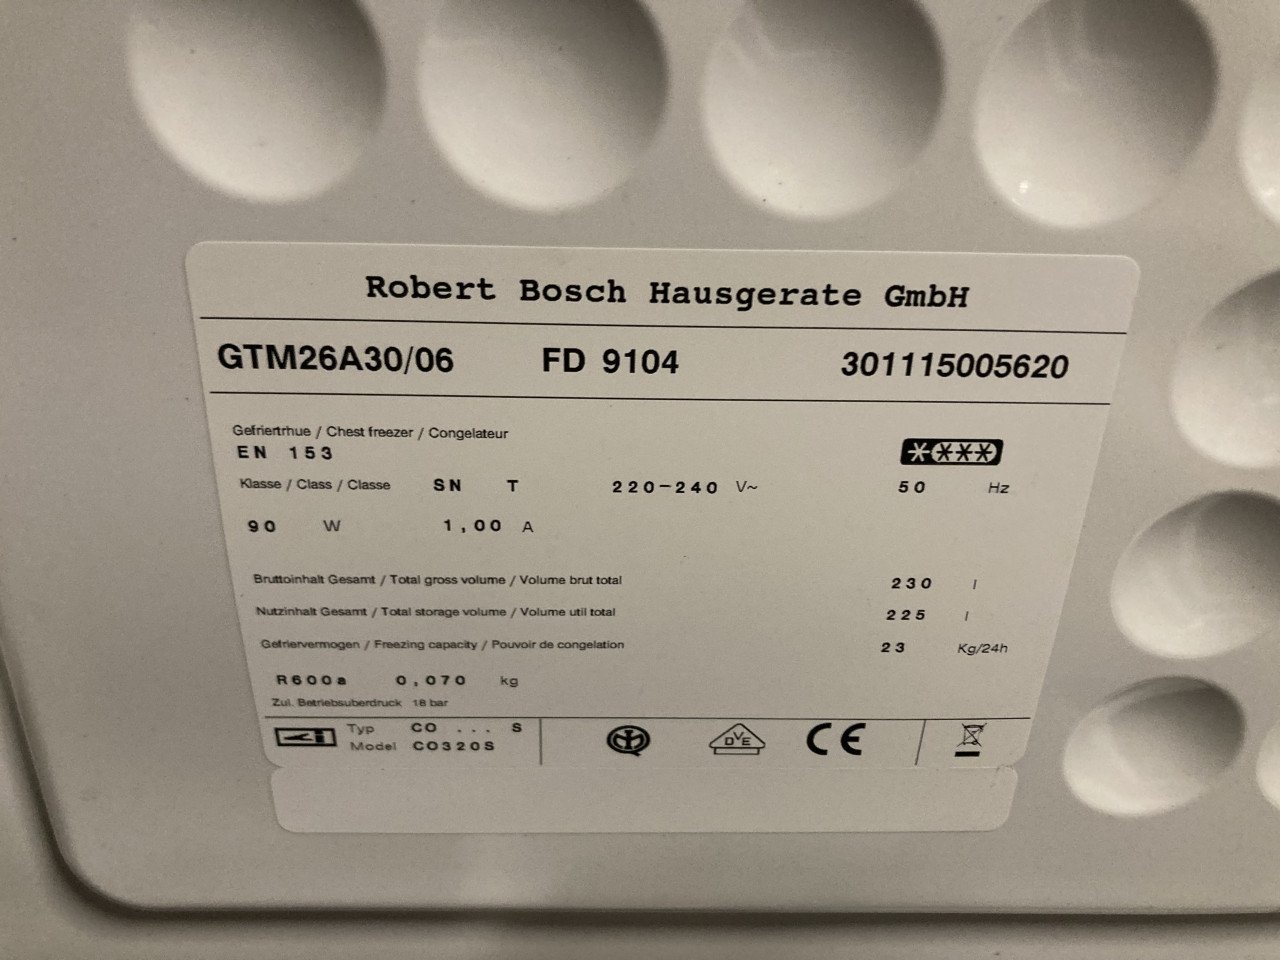 Robert Bosch Hausgerate GmbH
GTM26A30/06 FD 9104 301115005620
Gefriertrhue / Chest freezer / Congelateur
EN 153
Klasse / Class / Classe SN T 220-240 V~ 50 Hz
90 W 1,00 A
Bruttoinhalt Gesamt / Total gross volume / Volume brut total 230 l
Nutzinhalt Gesamt / Total storage volume / Volume util total 225 l
Gefriervermogen / Freezing capacity / Pouvoir de congelation 23 Kg/24h
R600a 0,070 kg
Zul. Betriebsuberdruck 18 bar
Typ CO ... S
Model CO320S
DVE CE